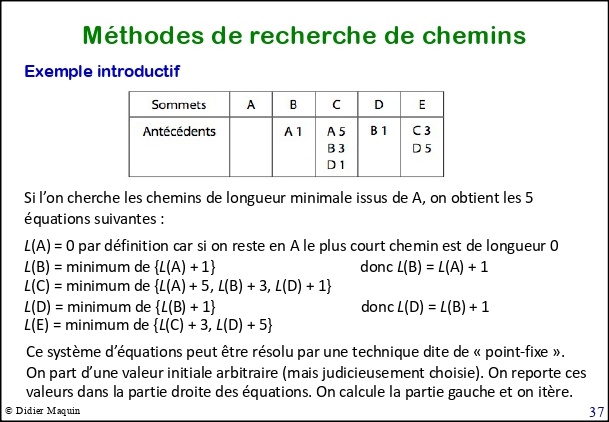 Méthodes de recherche de chemins
Exemple introductif
Sommets A B C D E
Antécédents A 1 A 5 B 1 C 3
B 3 D 5
D 1
Si l’on cherche les chemins de longueur minimale issus de A, on obtient les 5
équations suivantes :
L(A) = 0 par définition car si on reste en A le plus court chemin est de longueur 0
L(B) = minimum de {L(A) + 1} donc L(B) = L(A) + 1
L(C) = minimum de {L(A) + 5, L(B) + 3, L(D) + 1}
L(D) = minimum de {L(B) + 1} donc L(D) = L(B) + 1
L(E) = minimum de {L(C) + 3, L(D) + 5}
Ce système d’équations peut être résolu par une technique dite de « point-fixe ».
On part d’une valeur initiale arbitraire (mais judicieusement choisie). On reporte ces
valeurs dans la partie droite des équations. On calcule la partie gauche et on itère.
© Didier Maquin 37